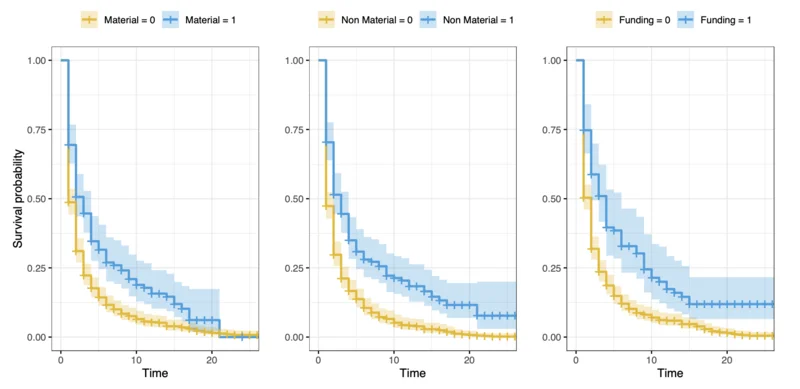 Material = 0 Material = 1
Non Material = 0 Non Material = 1
Funding = 0 Funding = 1
Survival probability
1.00
0.75
0.50
0.25
0.00
0 10 20
Time
1.00
0.75
0.50
0.25
0.00
0 10 20
Time
1.00
0.75
0.50
0.25
0.00
0 10 20
Time